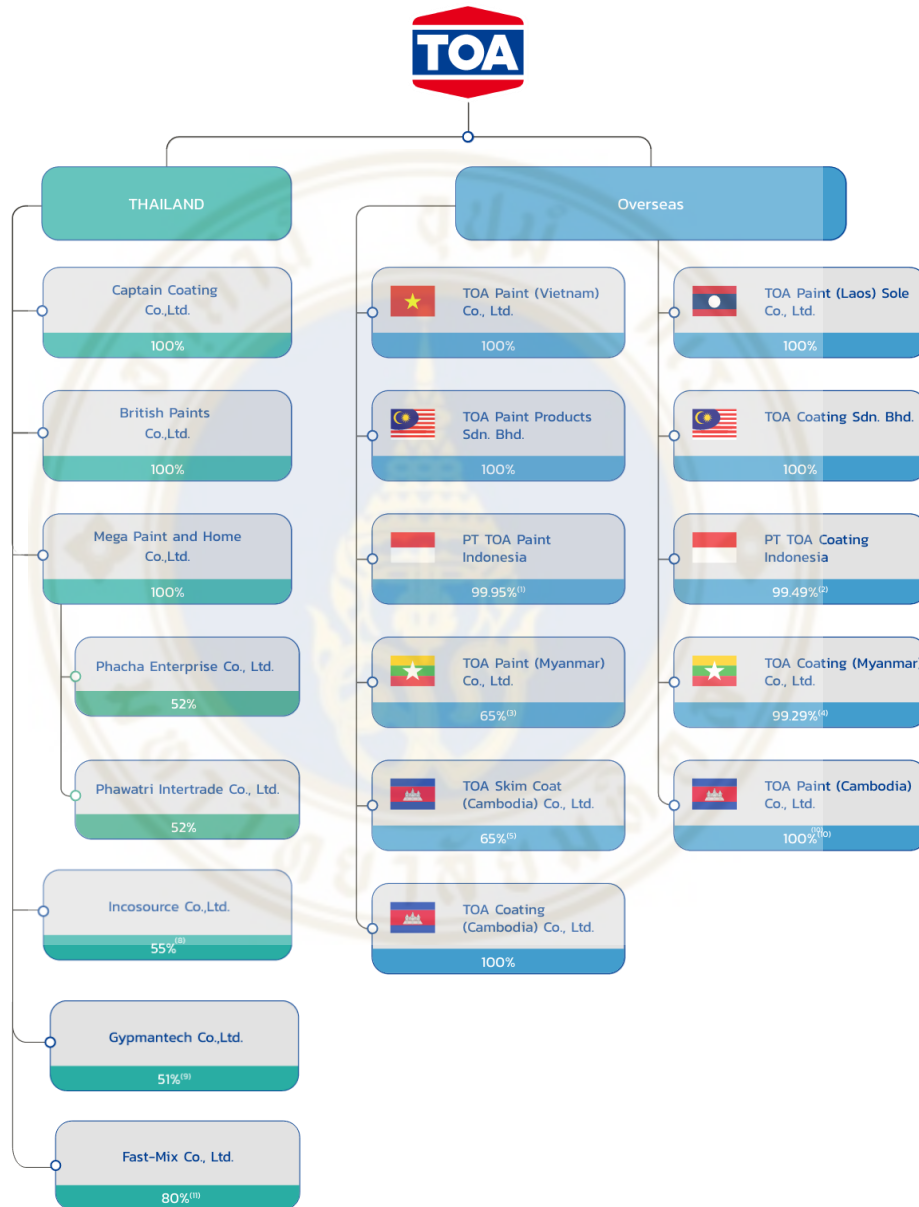 TOA
THAILAND
Captain Coating
Co.,Ltd.
100%
British Paints
Co.,Ltd.
100%
Mega Paint and Home
Co.,Ltd.
100%
Phacha Enterprise Co., Ltd.
52%
Phawatri Intertrade Co., Ltd.
52%
Incosource Co.,Ltd.
55%(8)
Gypmantech Co.,Ltd.
51%(9)
Fast-Mix Co., Ltd.
80%(11)
Overseas
TOA Paint (Vietnam)
Co., Ltd.
100%
TOA Paint Products
Sdn. Bhd.
100%
PT TOA Paint
Indonesia
99.95%(1)
TOA Paint (Myanmar)
Co., Ltd.
65%(3)
TOA Skim Coat
(Cambodia) Co., Ltd.
65%(5)
TOA Coating
(Cambodia) Co., Ltd.
100%
TOA Paint (Laos) Sole
Co., Ltd.
100%
TOA Coating Sdn. Bhd.
100%
PT TOA Coating
Indonesia
99.49%(2)
TOA Coating (Myanmar)
Co., Ltd.
99.29%(4)
TOA Paint (Cambodia)
Co., Ltd.
100%(10)(10)